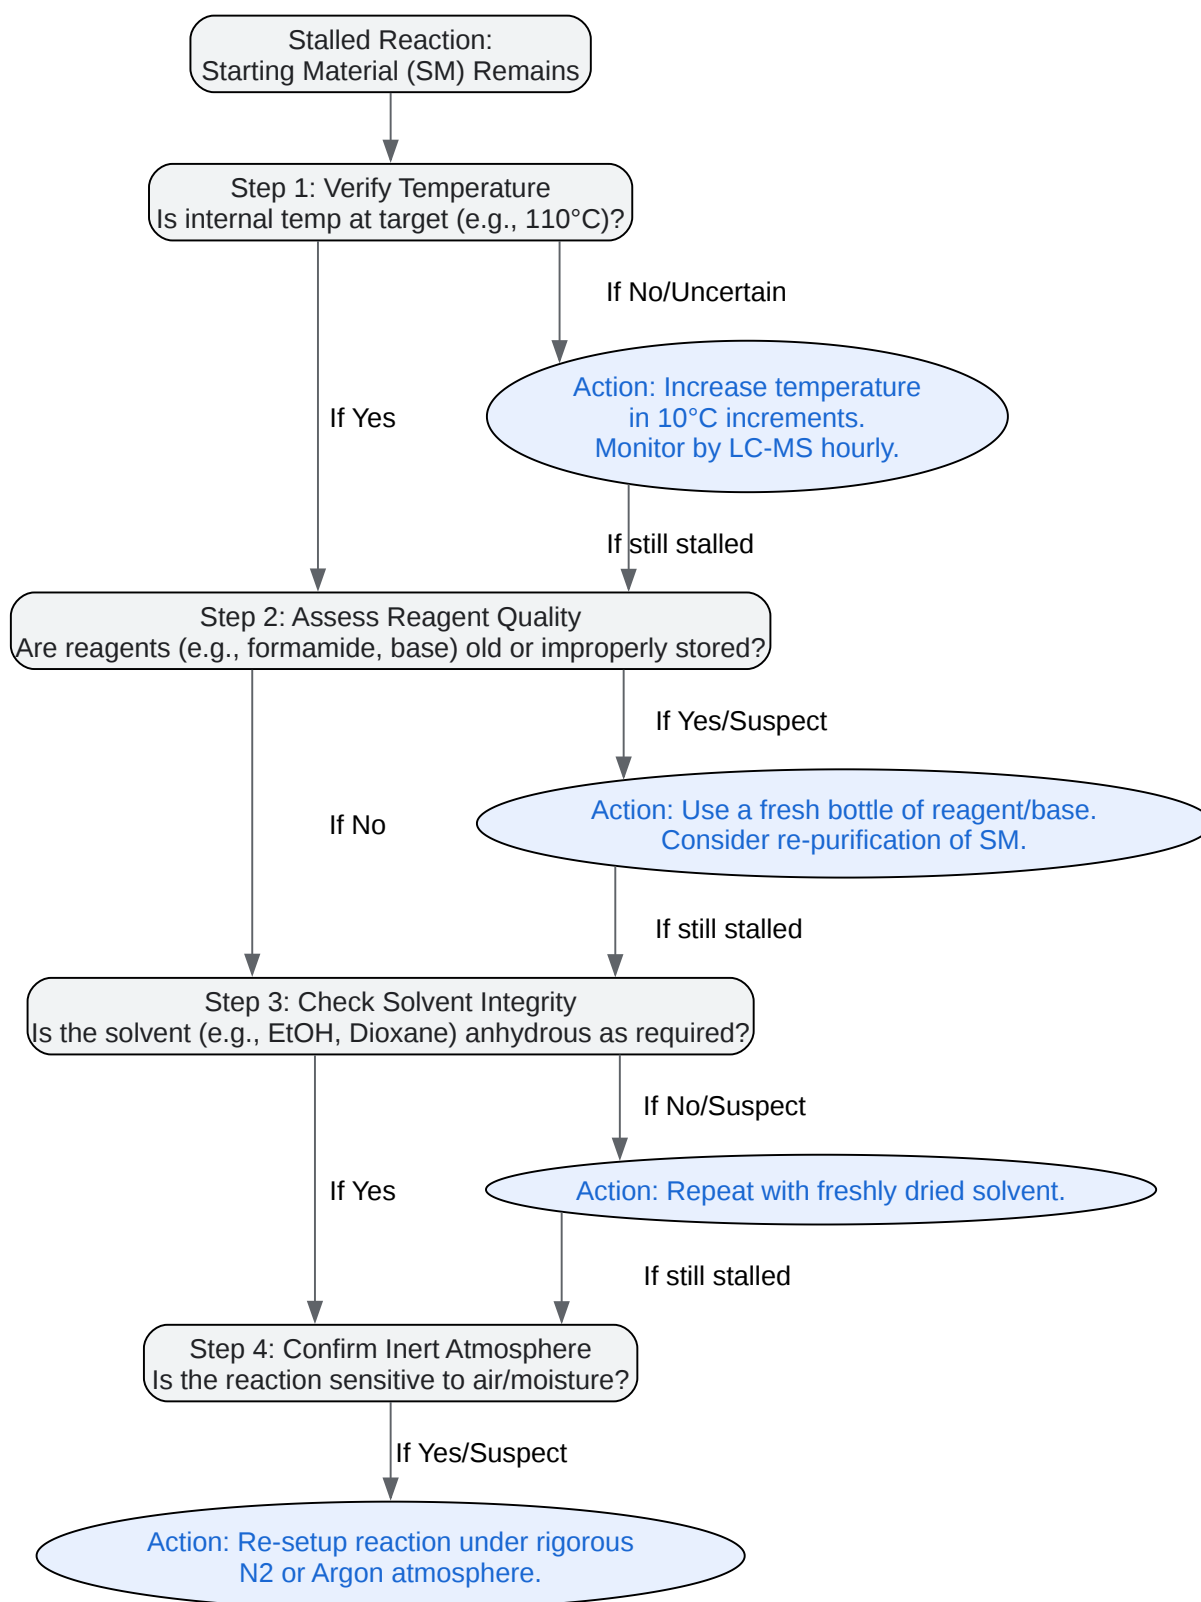 Stalled Reaction:
Starting Material (SM) Remains
Step 1: Verify Temperature
Is internal temp at target (e.g., 110°C)?
If No/Uncertain
Action: Increase temperature
in 10°C increments.
Monitor by LC-MS hourly.
If Yes
If still stalled
Step 2: Assess Reagent Quality
Are reagents (e.g., formamide, base) old or improperly stored?
If Yes/Suspect
Action: Use a fresh bottle of reagent/base.
Consider re-purification of SM.
If No
If still stalled
Step 3: Check Solvent Integrity
Is the solvent (e.g., EtOH, Dioxane) anhydrous as required?
If No/Suspect
Action: Repeat with freshly dried solvent.
If Yes
If still stalled
Step 4: Confirm Inert Atmosphere
Is the reaction sensitive to air/moisture?
If Yes/Suspect
Action: Re-setup reaction under rigorous
N2 or Argon atmosphere.